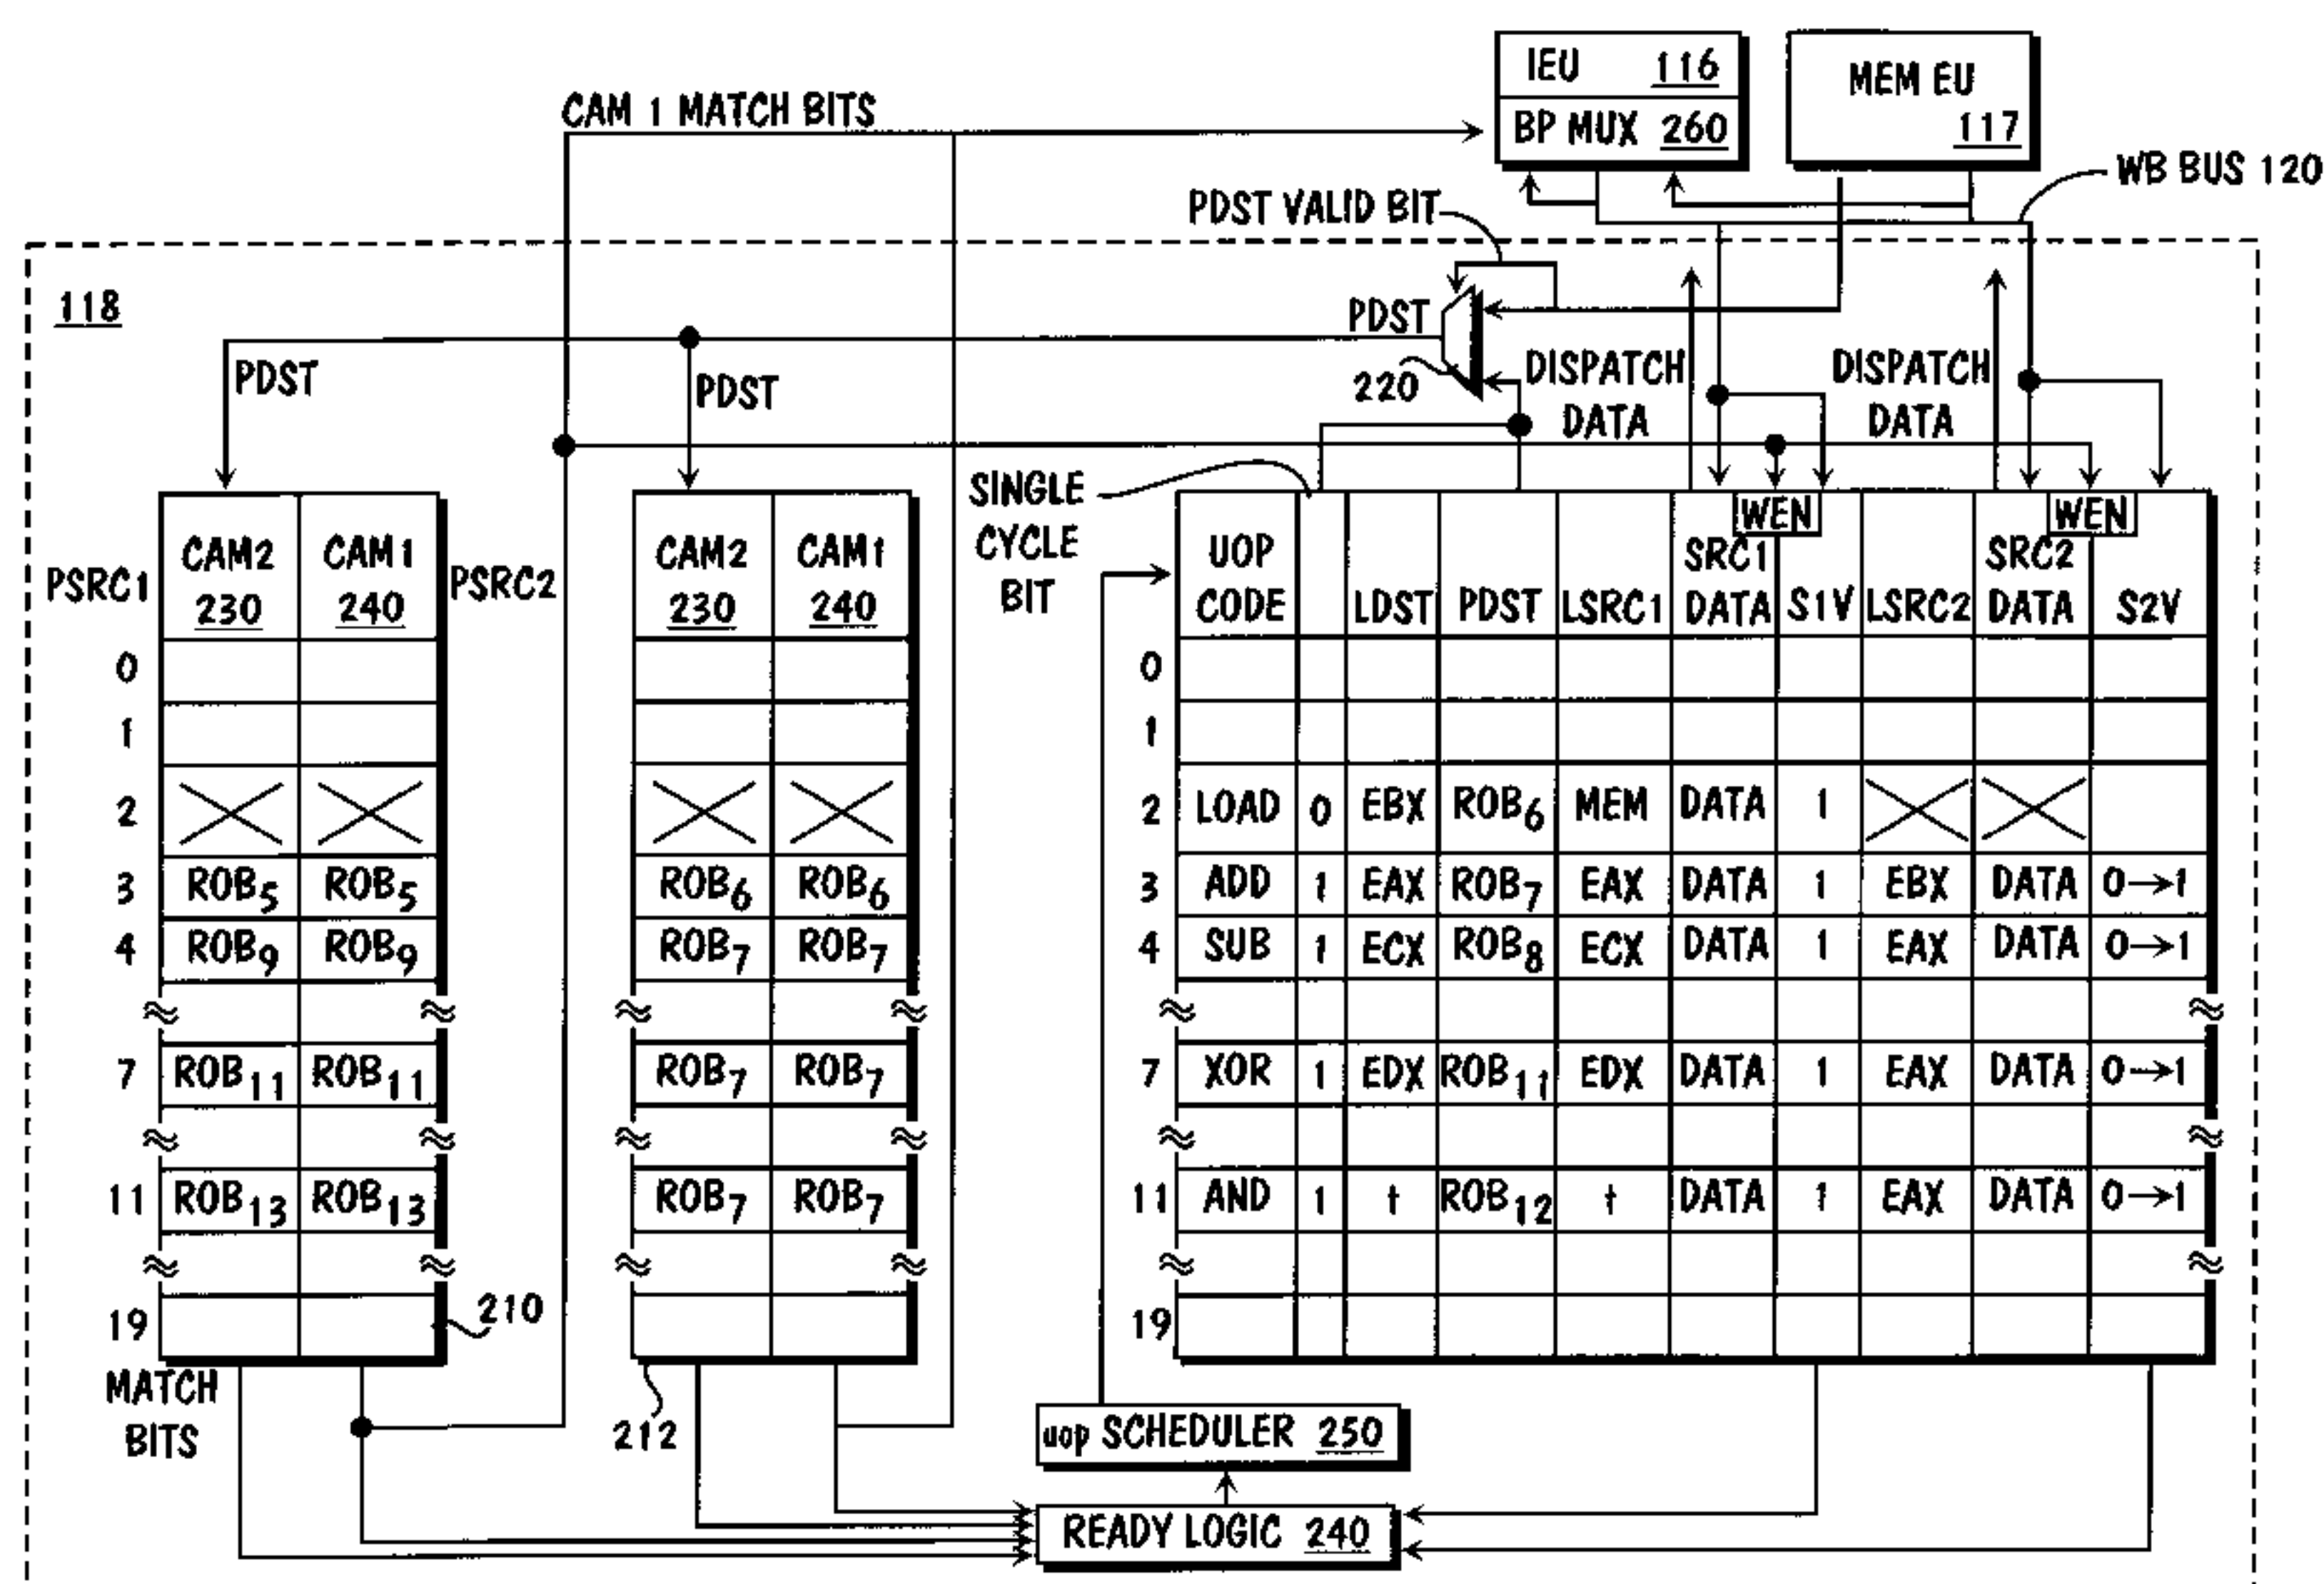 IEU 116
MEM EU
CAM 1 MATCH BITS
BP MUX 260
117
WB BUS 120
PDST VALID BIT
118
PDST
PDST
PDST
220
DISPATCH
DATA
DISPATCH
DATA
SINGLE
CYCLE
BIT
WEN
WEN
PSRC1
CAM2
230
CAM1
240
PSRC2
CAM2
230
CAM1
240
UOP
CODE
LDST
PDST
LSRC1
SRC1
DATA
S1V
LSRC2
SRC2
DATA
S2V
0
0
1
1
2
2 LOAD 0 EBX ROB6 MEM DATA 1
3 ROB5 ROB5 ROB6 ROB6
3 ADD 1 EAX ROB7 EAX DATA 1 EBX DATA 0→1
4 ROB9 ROB9 ROB7 ROB7
4 SUB 1 ECX ROB8 ECX DATA 1 EAX DATA 0→1
7 ROB11 ROB11 ROB7 ROB7
7 XOR 1 EDX ROB11 EDX DATA 1 EAX DATA 0→1
11 ROB13 ROB13 ROB7 ROB7
11 AND 1 t ROB12 t DATA 1 EAX DATA 0→1
19
210
19
MATCH
BITS
212
uop SCHEDULER 250
READY LOGIC 240